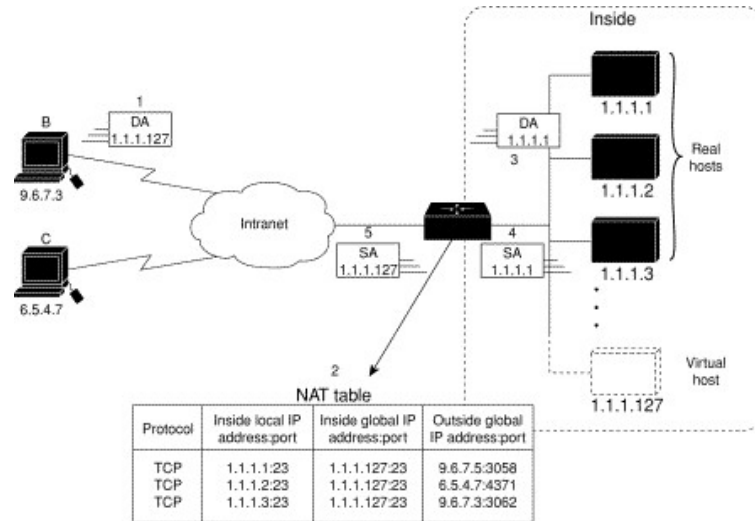 Inside
1
DA
1.1.1.127
B
9.6.7.3
C
6.5.4.7
Intranet
5
SA
1.1.1.127
DA
1.1.1.1
3
4
SA
1.1.1.1
1.1.1.1
1.1.1.2
1.1.1.3
Real
hosts
Virtual
host
1.1.1.127
2
NAT table
Protocol
Inside local IP
address:port
Inside global IP
address:port
Outside global
IP address:port
TCP 1.1.1.1:23 1.1.1.127:23 9.6.7.5:3058
TCP 1.1.1.2:23 1.1.1.127:23 6.5.4.7:4371
TCP 1.1.1.3:23 1.1.1.127:23 9.6.7.3:3062